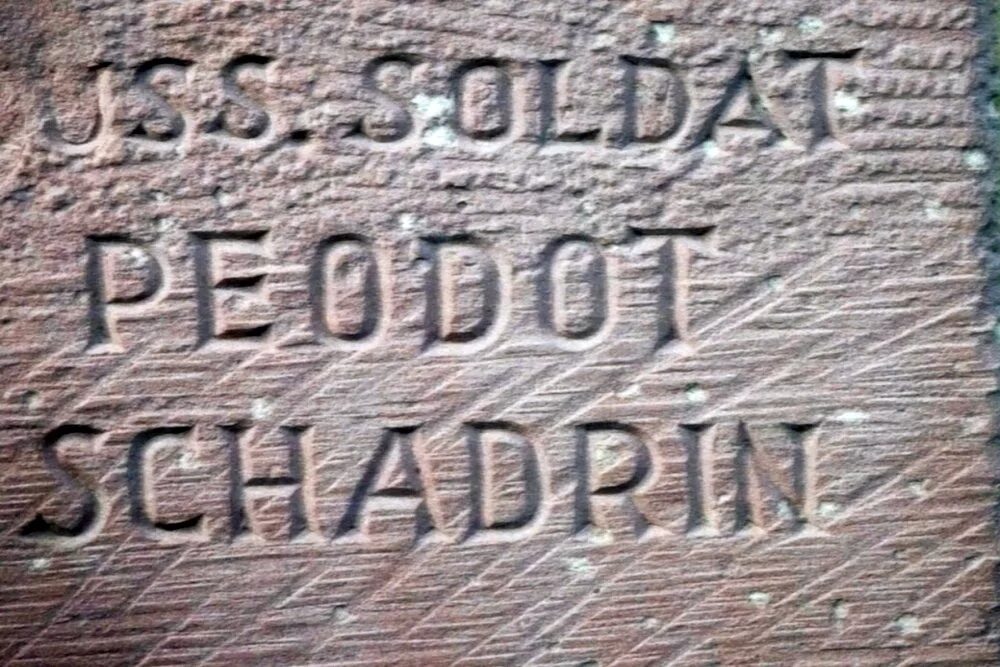 USS. SOLDAT
PEODOT
SCHADRIN